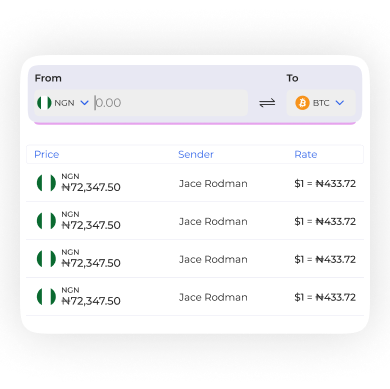 From To
NGN 0.00 BTC
Price Sender Rate
NGN
₦72,347.50 Jace Rodman $1 = ₦433.72
NGN
₦72,347.50 Jace Rodman $1 = ₦433.72
NGN
₦72,347.50 Jace Rodman $1 = ₦433.72
NGN
₦72,347.50 Jace Rodman $1 = ₦433.72